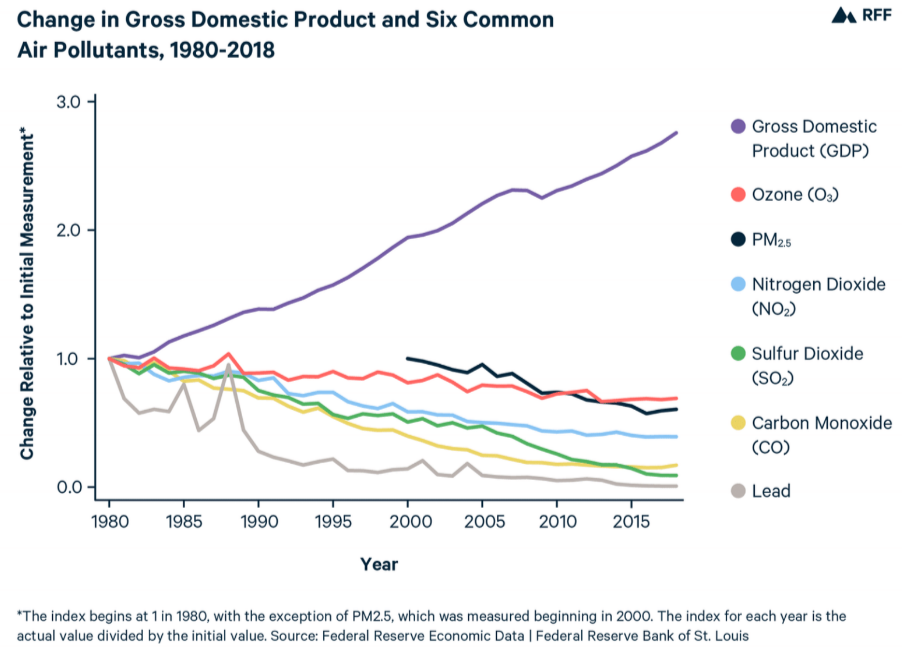 Change in Gross Domestic Product and Six Common
Air Pollutants, 1980-2018
RFF
Change Relative to Initial Measurement*
3.0
2.0
1.0
0.0
1980 1985 1990 1995 2000 2005 2010 2015
Year
Gross Domestic
Product (GDP)
Ozone (O₃)
PM₂.₅
Nitrogen Dioxide
(NO₂)
Sulfur Dioxide
(SO₂)
Carbon Monoxide
(CO)
Lead
*The index begins at 1 in 1980, with the exception of PM2.5, which was measured beginning in 2000. The index for each year is the
actual value divided by the initial value. Source: Federal Reserve Economic Data | Federal Reserve Bank of St. Louis